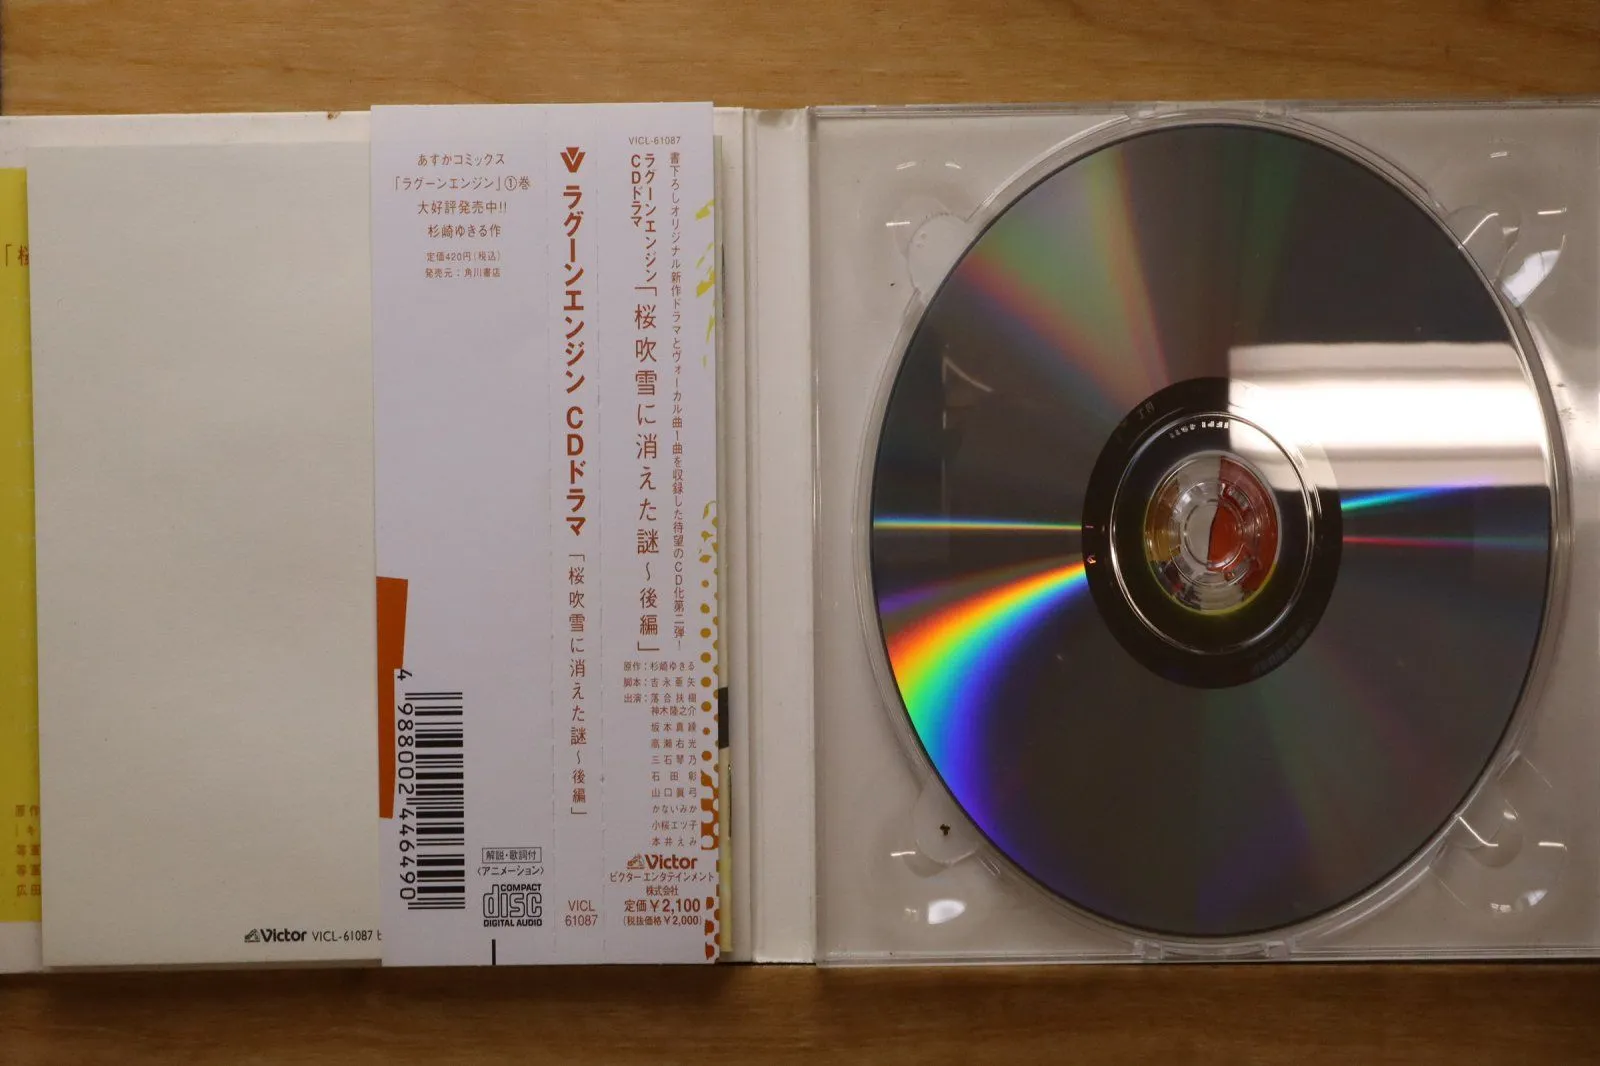 あすかコミックス
「ラグーンエンジン」①巻
大好評発売中!!
杉崎ゆきる作
定価420円(税込)
発売元:角川書店
4988002446490
解説・歌詞付
〈アニメーション〉
COMPACT
disc
DIGITAL AUDIO
ラグーンエンジン CDドラマ「桜吹雪に消えた謎~後編」
VICL
61087
VICL-61087
書下ろしオリジナル新作ドラマとヴォーカル曲1曲を収録した待望のCD化第二弾!
ラグーンエンジン
CDドラマ
「桜吹雪に消えた謎~後編」
原作:杉崎ゆきる
脚本:吉永亜矢
出演:落合扶樹
神木隆之介
坂本真綾
高瀬右光
三石琴乃
石田彰
山口眞弓
かないみか
小桜エツ子
本井えみ
Victor
ビクターエンタテインメント
株式会社
定価¥2,100
(税抜価格¥2,000)
Victor VICL-61087
「桜
原作
等
等
広田
IFPI